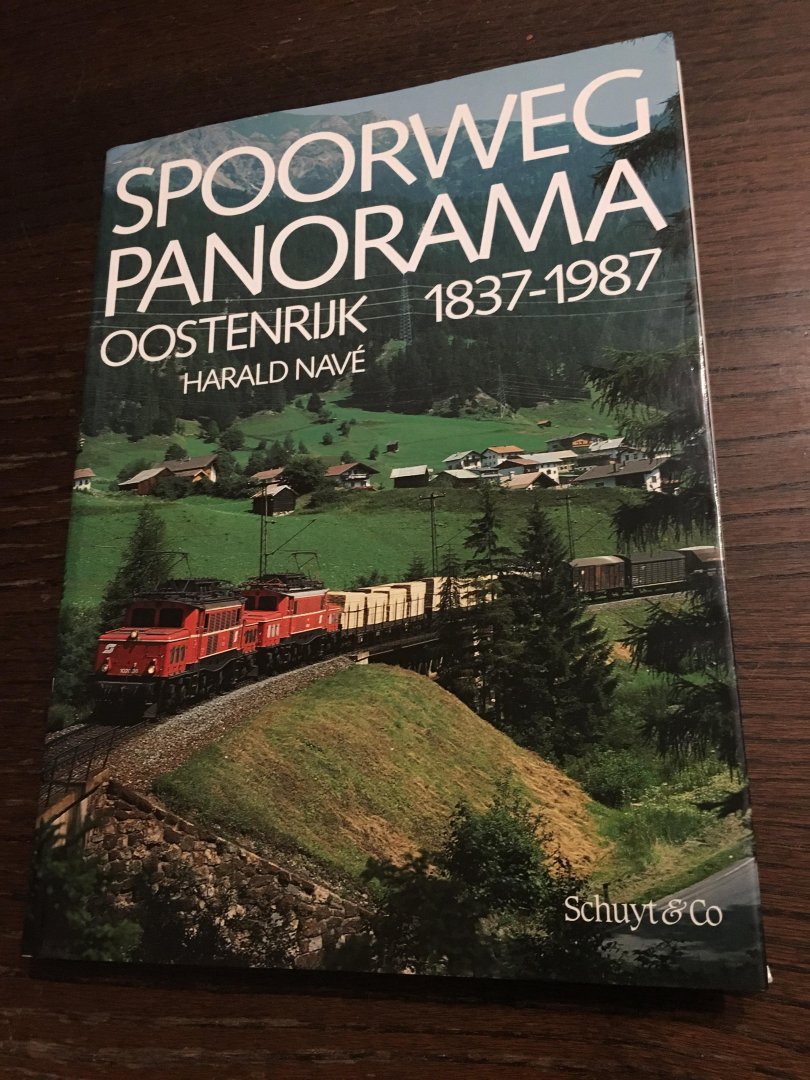 SPOORWEG
PANORAMA
OOSTENRIJK 1837-1987
HARALD NAVÉ
Schuyt & Co